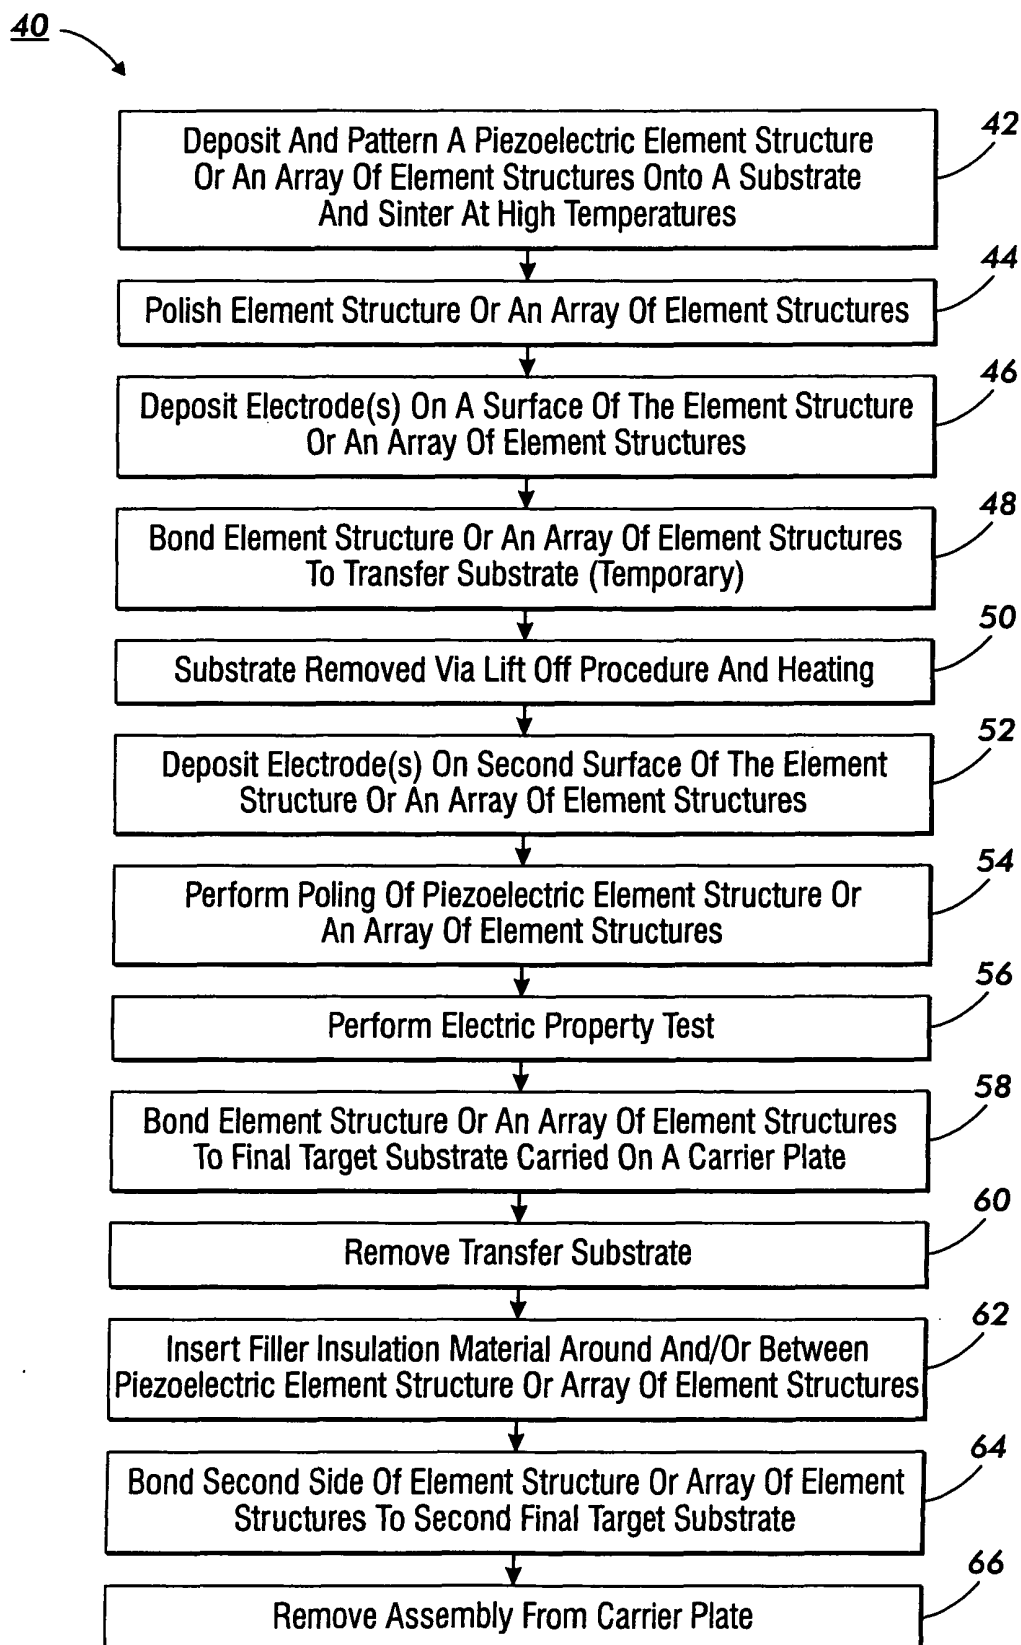 40
42
Deposit And Pattern A Piezoelectric Element Structure
Or An Array Of Element Structures Onto A Substrate
And Sinter At High Temperatures
44
Polish Element Structure Or An Array Of Element Structures
46
Deposit Electrode(s) On A Surface Of The Element Structure
Or An Array Of Element Structures
48
Bond Element Structure Or An Array Of Element Structures
To Transfer Substrate (Temporary)
50
Substrate Removed Via Lift Off Procedure And Heating
52
Deposit Electrode(s) On Second Surface Of The Element
Structure Or An Array Of Element Structures
54
Perform Poling Of Piezoelectric Element Structure Or
An Array Of Element Structures
56
Perform Electric Property Test
58
Bond Element Structure Or An Array Of Element Structures
To Final Target Substrate Carried On A Carrier Plate
60
Remove Transfer Substrate
62
Insert Filler Insulation Material Around And/Or Between
Piezoelectric Element Structure Or Array Of Element Structures
64
Bond Second Side Of Element Structure Or Array Of Element
Structures To Second Final Target Substrate
66
Remove Assembly From Carrier Plate